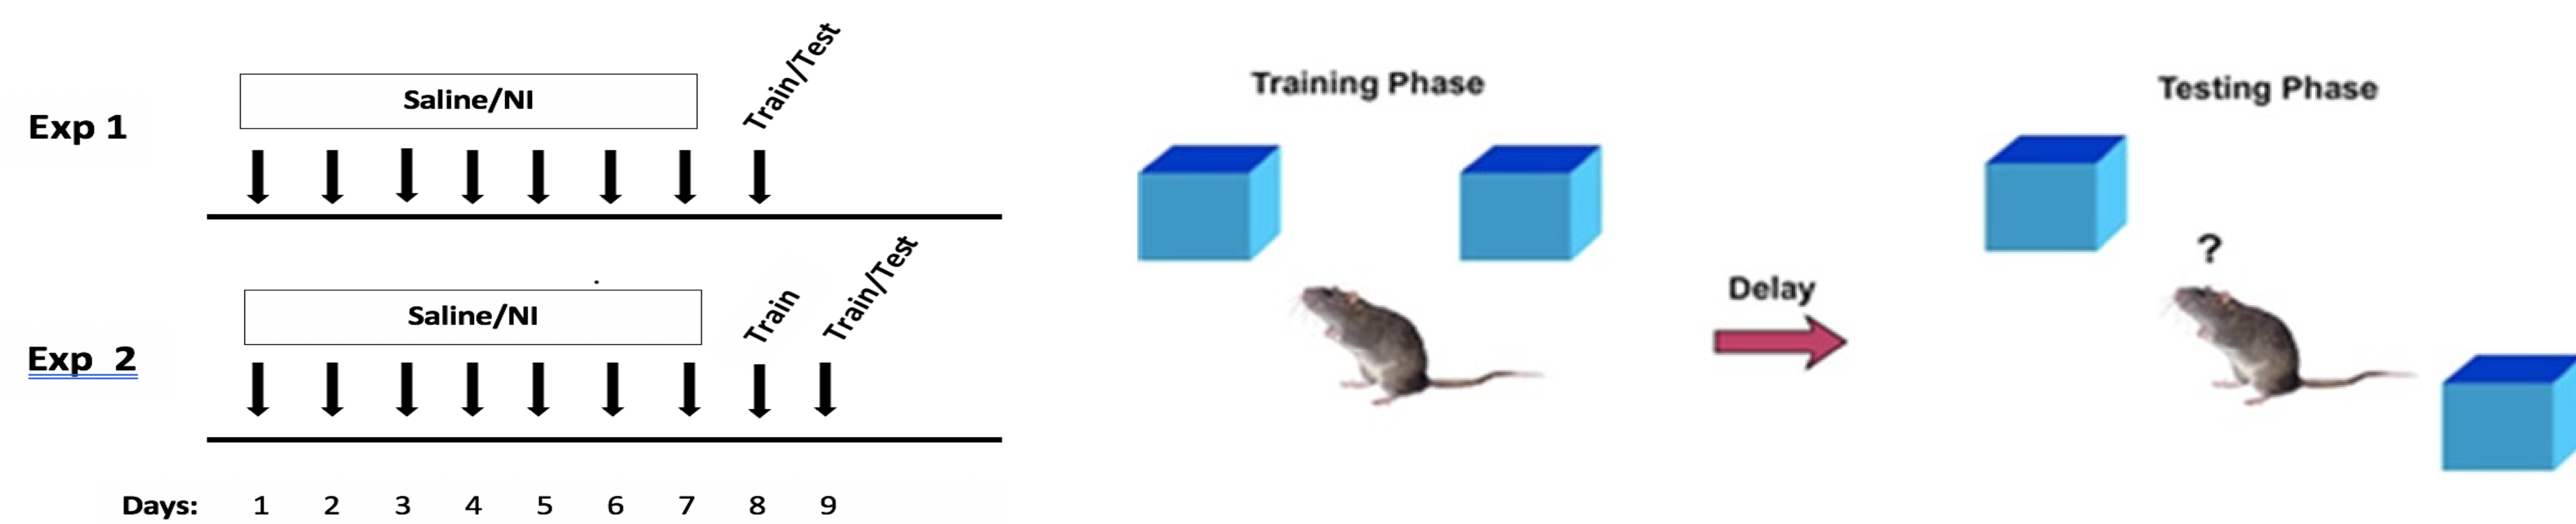 Exp 1
Saline/NI
Train/Test
Exp 2
Saline/NI
Train
Train/Test
Days: 1 2 3 4 5 6 7 8 9
Training Phase
Delay
Testing Phase
?